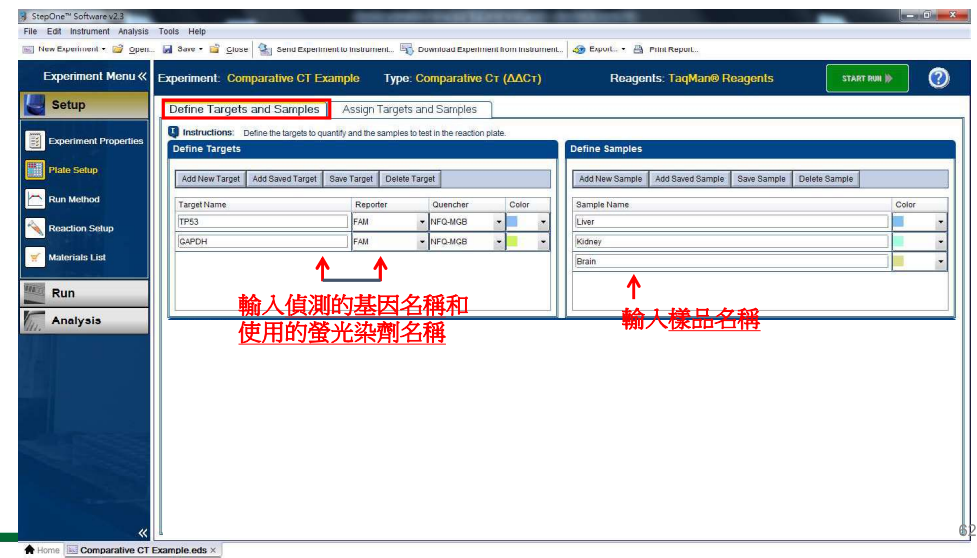 StepOne™ Software v2.3
File Edit Instrument Analysis Tools Help
New Experiment Open... Save Close Send Experiment to Instrument... Download Experiment from Instrument... Export... Print Report...
Experiment Menu «
Experiment: Comparative CT Example Type: Comparative CT (ΔΔCT) Reagents: TaqMan® Reagents START RUN
Setup
Experiment Properties
Plate Setup
Run Method
Reaction Setup
Materials List
Run
Analysis
«
Define Targets and Samples Assign Targets and Samples
Instructions: Define the targets to quantify and the samples to test in the reaction plate.
Define Targets
Add New Target Add Saved Target Save Target Delete Target
Target Name Reporter Quencher Color
TP53 FAM NFQ-MGB
GAPDH FAM NFQ-MGB
輸入偵測的基因名稱和
使用的螢光染劑名稱
Define Samples
Add New Sample Add Saved Sample Save Sample Delete Sample
Sample Name Color
Liver
Kidney
Brain
輸入樣品名稱
62
Home Comparative CT Example.eds ×